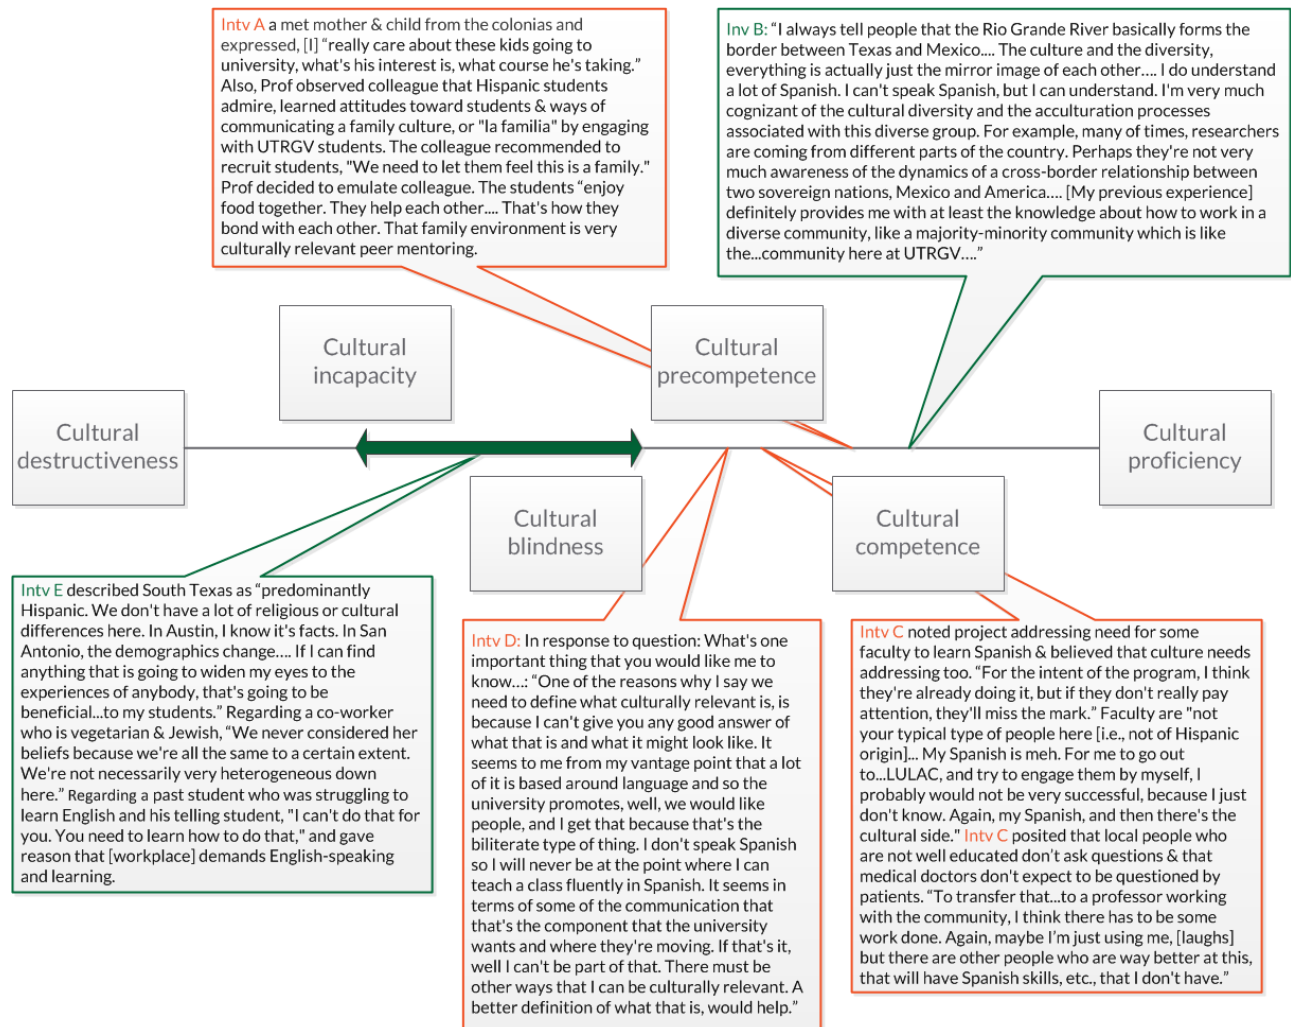 Intv A a met mother & child from the colonias and
expressed, [I] “really care about these kids going to
university, what's his interest is, what course he's taking.”
Also, Prof observed colleague that Hispanic students
admire, learned attitudes toward students & ways of
communicating a family culture, or "la familia" by engaging
with UTRGV students. The colleague recommended to
recruit students, "We need to let them feel this is a family."
Prof decided to emulate colleague. The students “enjoy
food together. They help each other.... That's how they
bond with each other. That family environment is very
culturally relevant peer mentoring.
Inv B: “I always tell people that the Rio Grande River basically forms the
border between Texas and Mexico.... The culture and the diversity,
everything is actually just the mirror image of each other.... I do understand
a lot of Spanish. I can't speak Spanish, but I can understand. I'm very much
cognizant of the cultural diversity and the acculturation processes
associated with this diverse group. For example, many of times, researchers
are coming from different parts of the country. Perhaps they're not very
much awareness of the dynamics of a cross-border relationship between
two sovereign nations, Mexico and America.... [My previous experience]
definitely provides me with at least the knowledge about how to work in a
diverse community, like a majority-minority community which is like
the...community here at UTRGV....”
Cultural
incapacity
Cultural
precompetence
Cultural
destructiveness
Cultural
proficiency
Cultural
blindness
Cultural
competence
Intv E described South Texas as “predominantly
Hispanic. We don't have a lot of religious or cultural
differences here. In Austin, I know it's facts. In San
Antonio, the demographics change.... If I can find
anything that is going to widen my eyes to the
experiences of anybody, that's going to be
beneficial...to my students.” Regarding a co-worker
who is vegetarian & Jewish, “We never considered her
beliefs because we're all the same to a certain extent.
We're not necessarily very heterogeneous down
here.” Regarding a past student who was struggling to
learn English and his telling student, "I can't do that for
you. You need to learn how to do that," and gave
reason that [workplace] demands English-speaking
and learning.
Intv D: In response to question: What's one
important thing that you would like me to
know...: “One of the reasons why I say we
need to define what culturally relevant is, is
because I can't give you any good answer of
what that is and what it might look like. It
seems to me from my vantage point that a lot
of it is based around language and so the
university promotes, well, we would like
people, and I get that because that's the
biliterate type of thing. I don't speak Spanish
so I will never be at the point where I can
teach a class fluently in Spanish. It seems in
terms of some of the communication that
that's the component that the university
wants and where they're moving. If that's it,
well I can't be part of that. There must be
other ways that I can be culturally relevant. A
better definition of what that is, would help.”
Intv C noted project addressing need for some
faculty to learn Spanish & believed that culture needs
addressing too. “For the intent of the program, I think
they're already doing it, but if they don't really pay
attention, they'll miss the mark.” Faculty are "not
your typical type of people here [i.e., not of Hispanic
origin]... My Spanish is meh. For me to go out
to...LULAC, and try to engage them by myself, I
probably would not be very successful, because I just
don't know. Again, my Spanish, and then there's the
cultural side." Intv C posited that local people who
are not well educated don’t ask questions & that
medical doctors don't expect to be questioned by
patients. “To transfer that...to a professor working
with the community, I think there has to be some
work done. Again, maybe I’m just using me, [laughs]
but there are other people who are way better at this,
that will have Spanish skills, etc., that I don't have.”